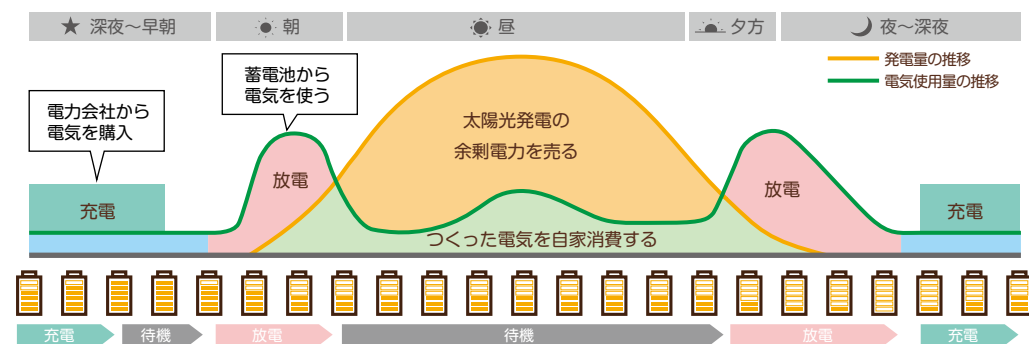 深夜〜早朝
朝
昼
夕方
夜〜深夜
発電量の推移
電気使用量の推移
蓄電池から
電気を使う
電力会社から
電気を購入
太陽光発電の
余剰電力を売る
放電
放電
充電
充電
つくった電気を自家消費する
充電
待機
放電
待機
放電
充電